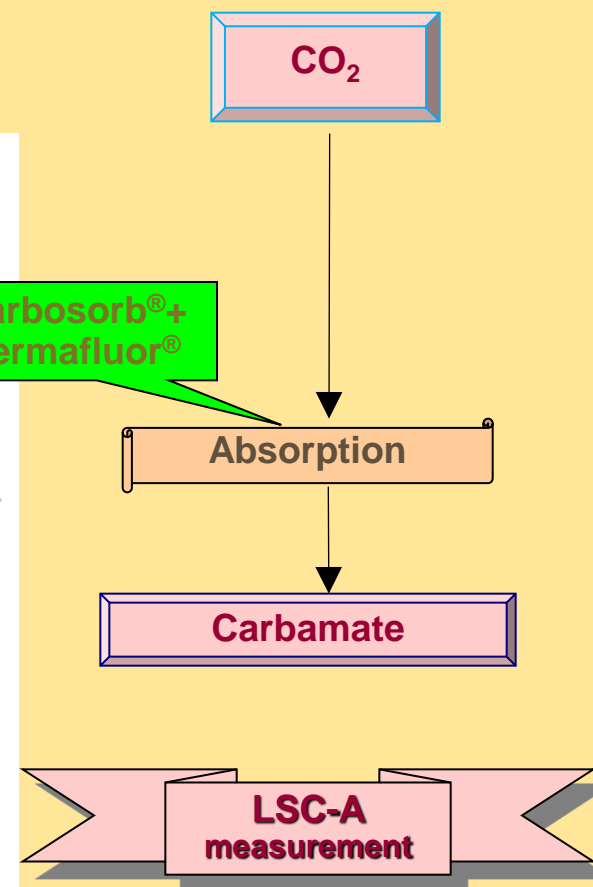 CO₂
arbosorb®+
ermafluor®
Absorption
Carbamate
LSC-A
measurement